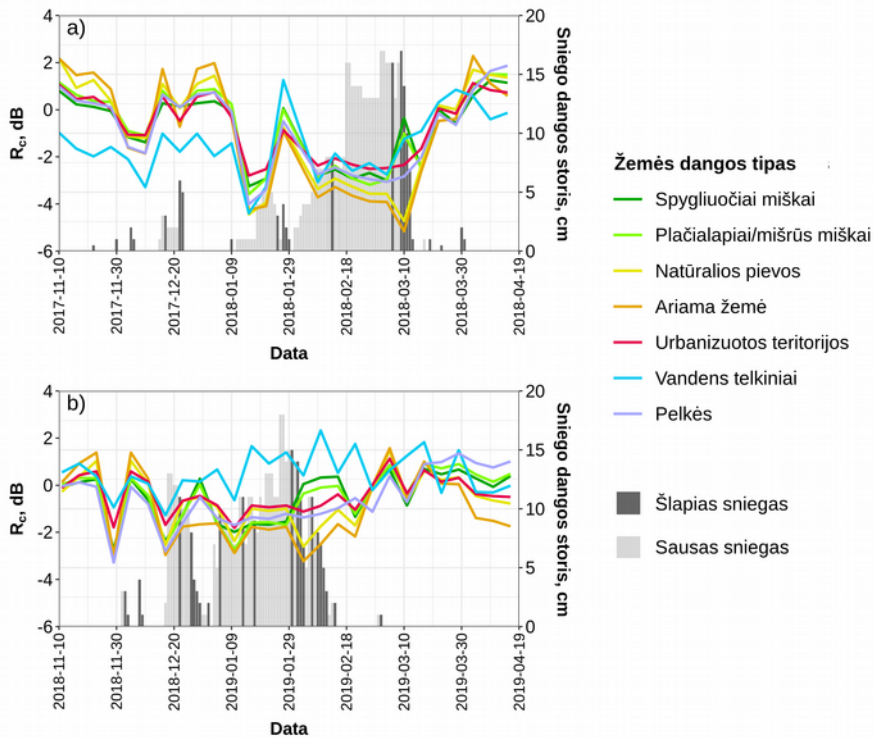 a)
4
2
0
-2
-4
-6
R_c, dB
20
15
10
5
0
Sniego dangos storis, cm
2017-11-10
2017-11-30
2017-12-20
2018-01-09
2018-01-29
2018-02-18
2018-03-10
2018-03-30
2018-04-19
Data
b)
4
2
0
-2
-4
-6
R_c, dB
20
15
10
5
0
Sniego dangos storis, cm
2018-11-10
2018-11-30
2018-12-20
2019-01-09
2019-01-29
2019-02-18
2019-03-10
2019-03-30
2019-04-19
Data
Žemės dangos tipas
Spygliuočiai miškai
Plačialapiai/mišrūs miškai
Natūralios pievos
Ariama žemė
Urbanizuotos teritorijos
Vandens telkiniai
Pelkės
Šlapias sniegas
Sausas sniegas